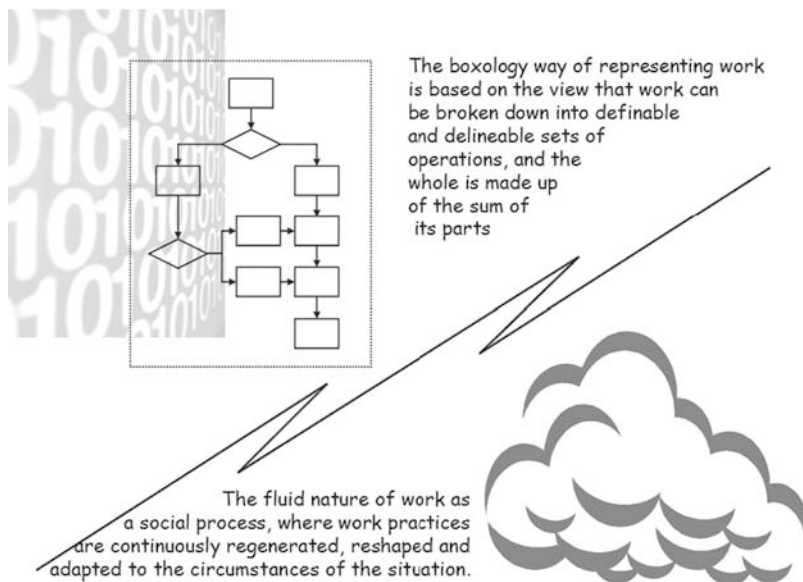 The boxology way of representing work
is based on the view that work can
be broken down into definable
and delineable sets of
operations, and the
whole is made up
of the sum of
its parts
The fluid nature of work as
a social process, where work practices
are continuously regenerated, reshaped and
adapted to the circumstances of the situation.